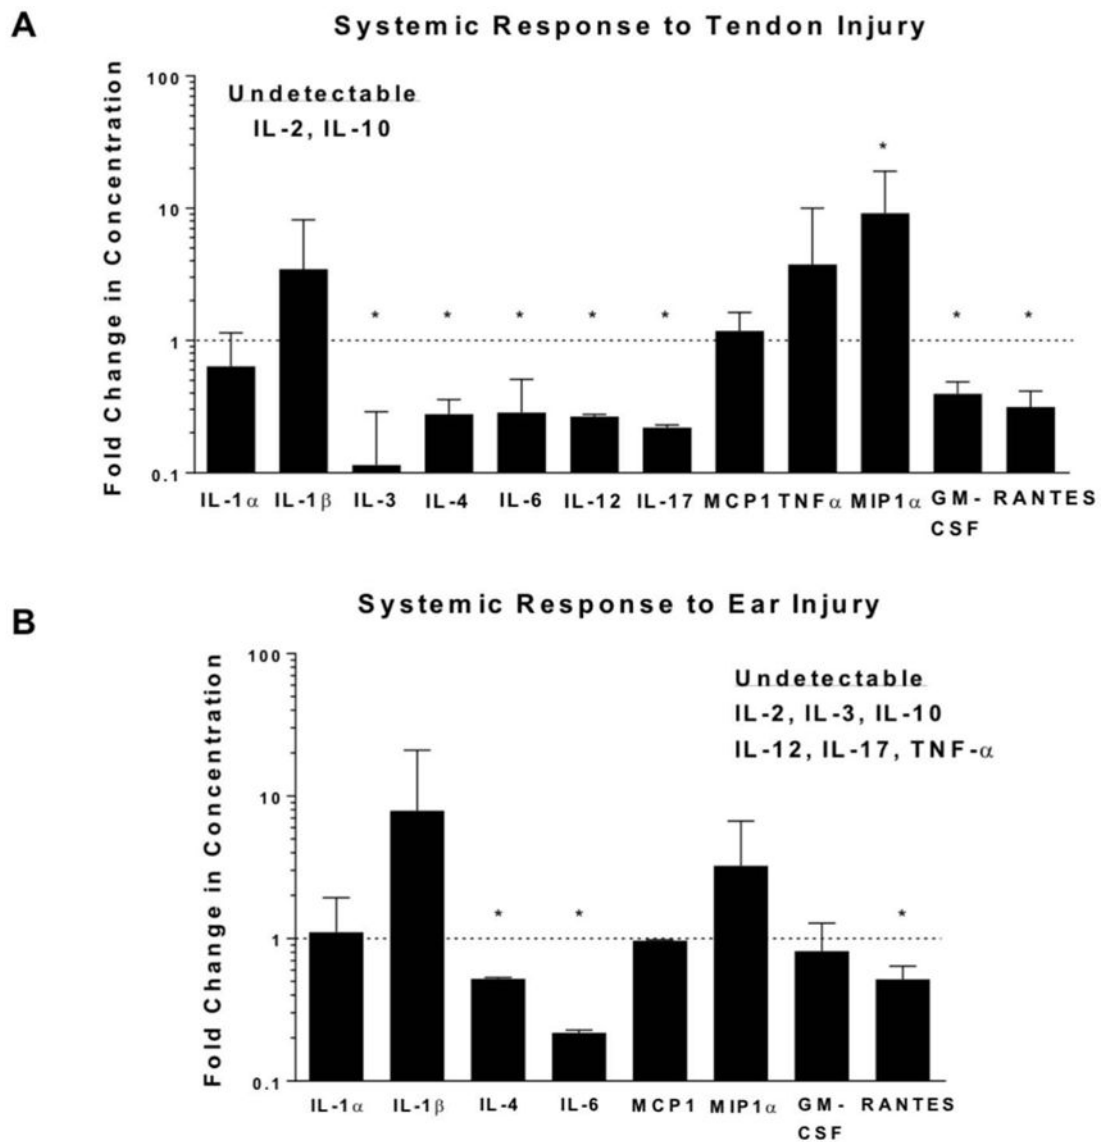 A
Systemic Response to Tendon Injury
Fold Change in Concentration
100
10
1
0.1
Undetectable
IL-2, IL-10
*
* * * * * * *
IL-1α IL-1β IL-3 IL-4 IL-6 IL-12 IL-17 MCP1 TNFα MIP1α GM- RANTES
CSF
B
Systemic Response to Ear Injury
Fold Change in Concentration
100
10
1
0.1
Undetectable
IL-2, IL-3, IL-10
IL-12, IL-17, TNF-α
* * *
IL-1α IL-1β IL-4 IL-6 MCP1 MIP1α GM- RANTES
CSF